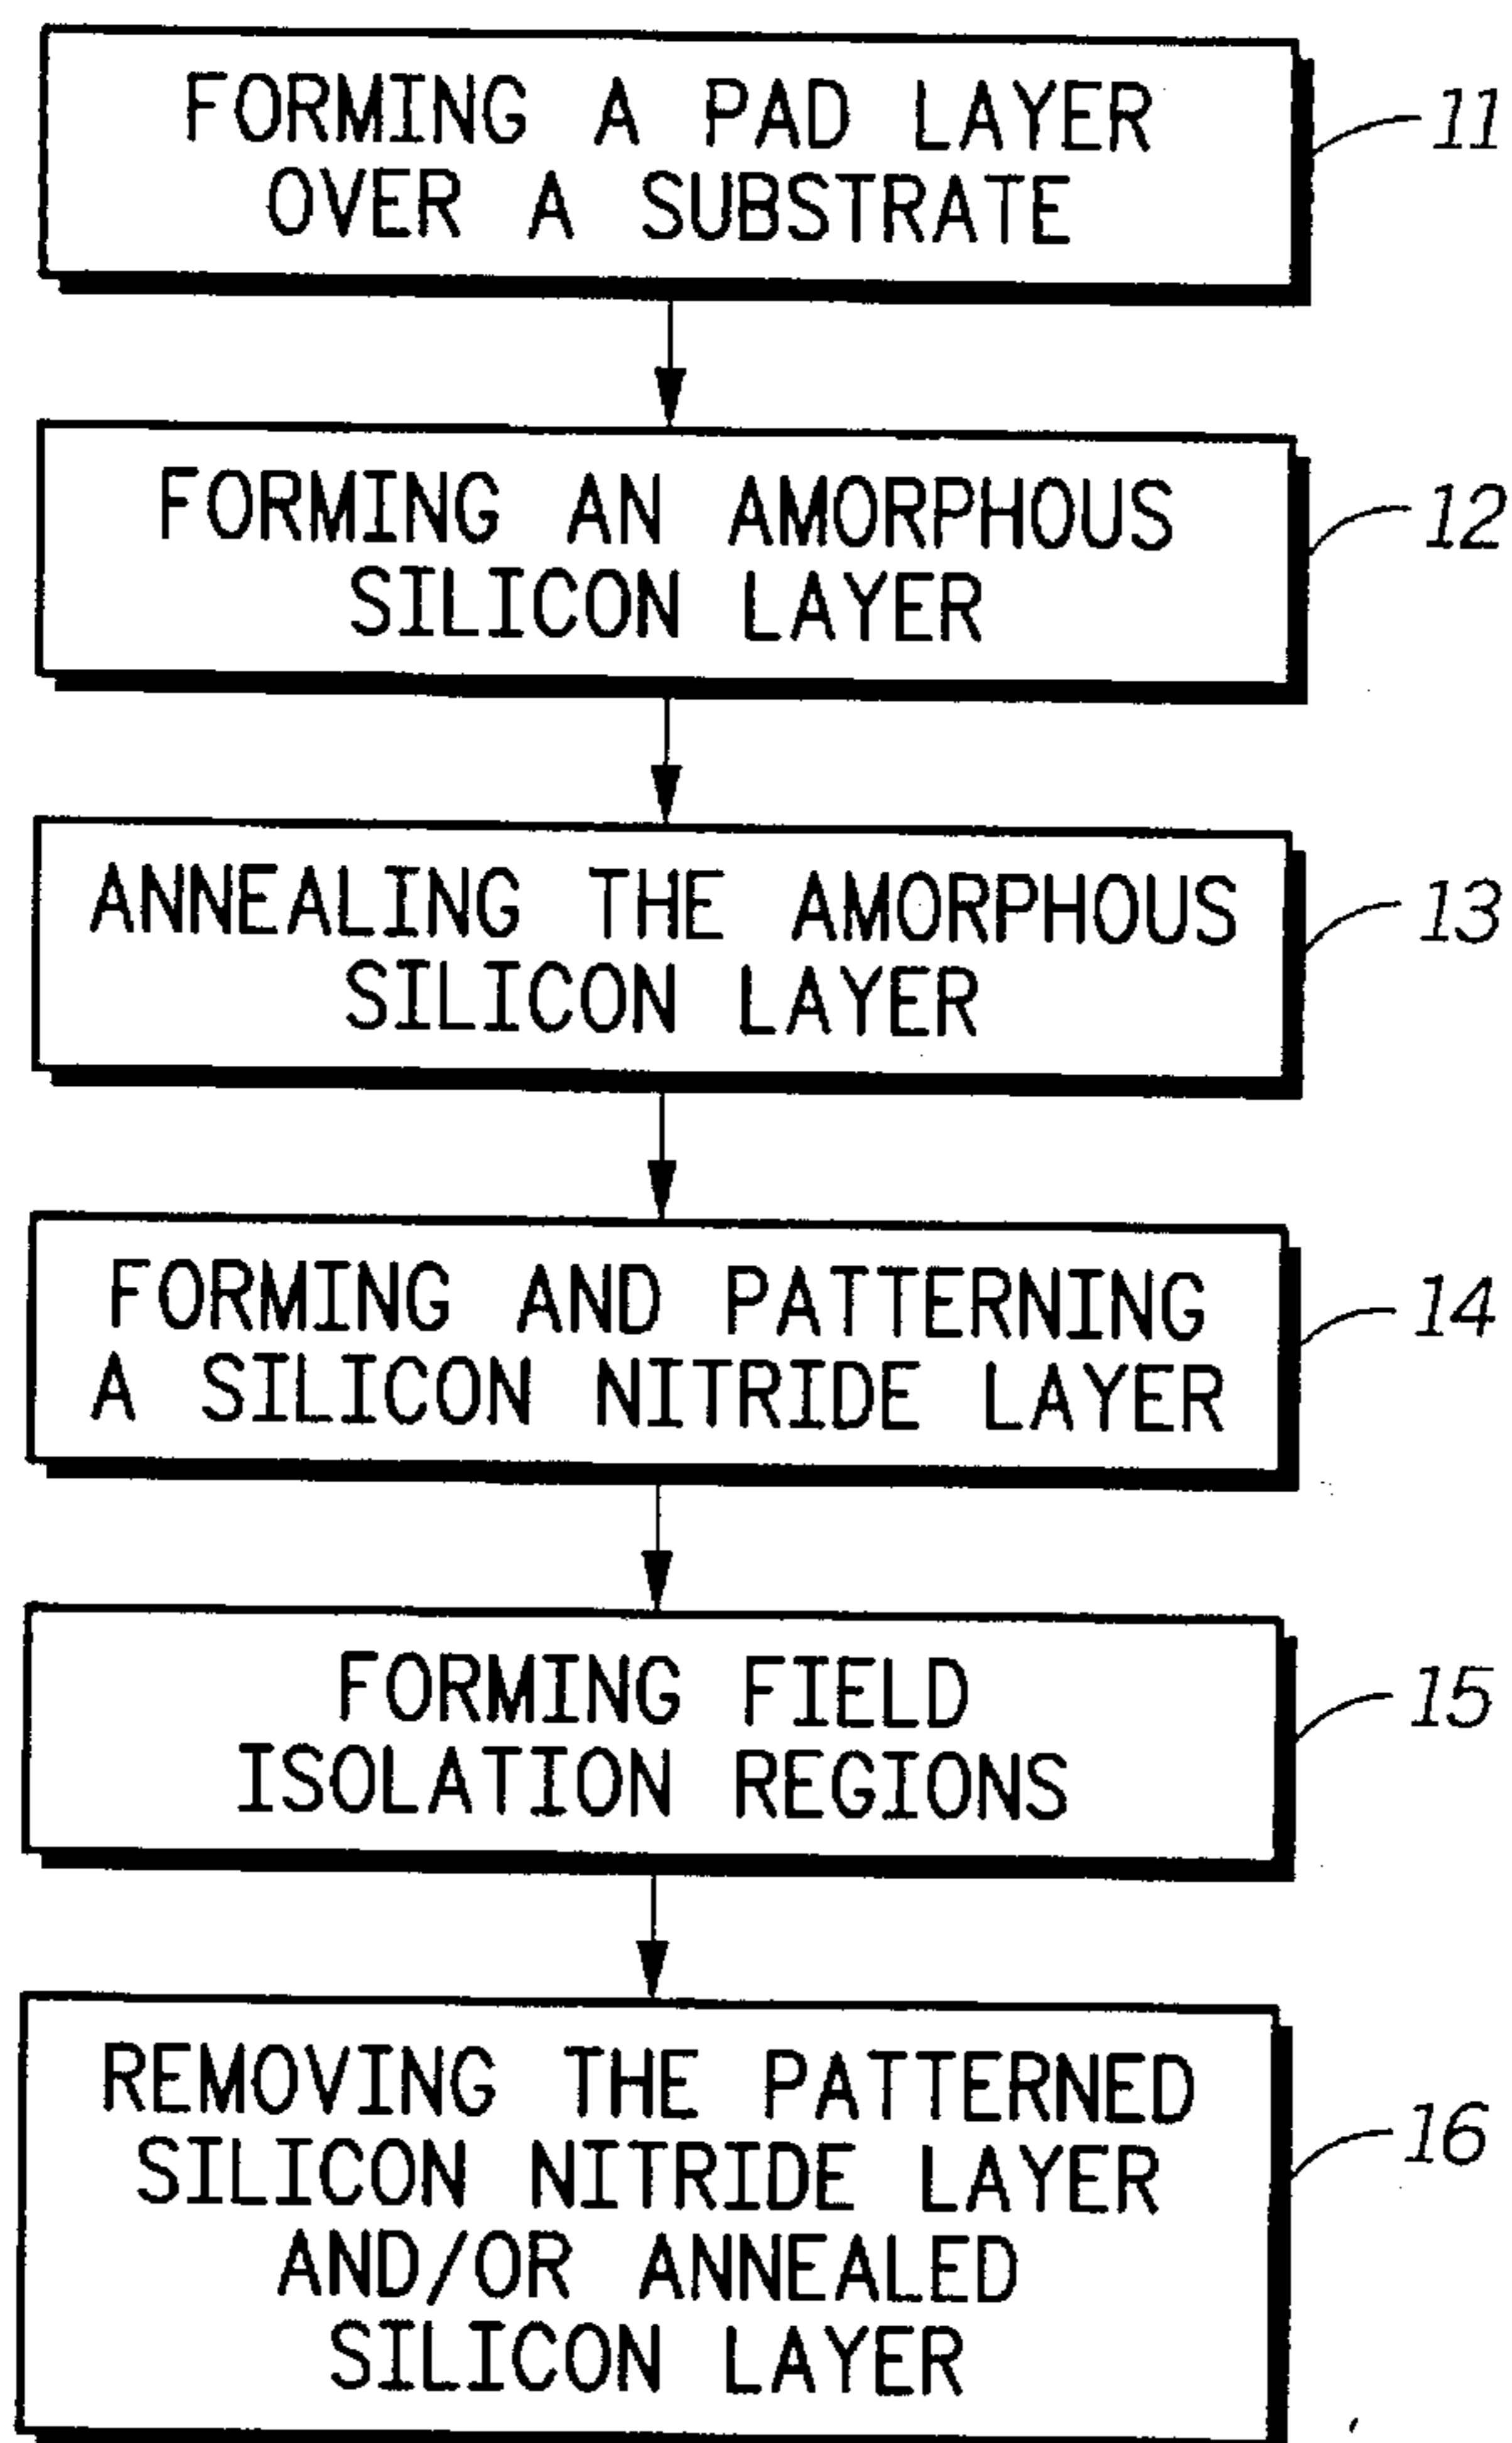 FORMING A PAD LAYER
OVER A SUBSTRATE
11
FORMING AN AMORPHOUS
SILICON LAYER
12
ANNEALING THE AMORPHOUS
SILICON LAYER
13
FORMING AND PATTERNING
A SILICON NITRIDE LAYER
14
FORMING FIELD
ISOLATION REGIONS
15
REMOVING THE PATTERNED
SILICON NITRIDE LAYER
AND/OR ANNEALED
SILICON LAYER
16